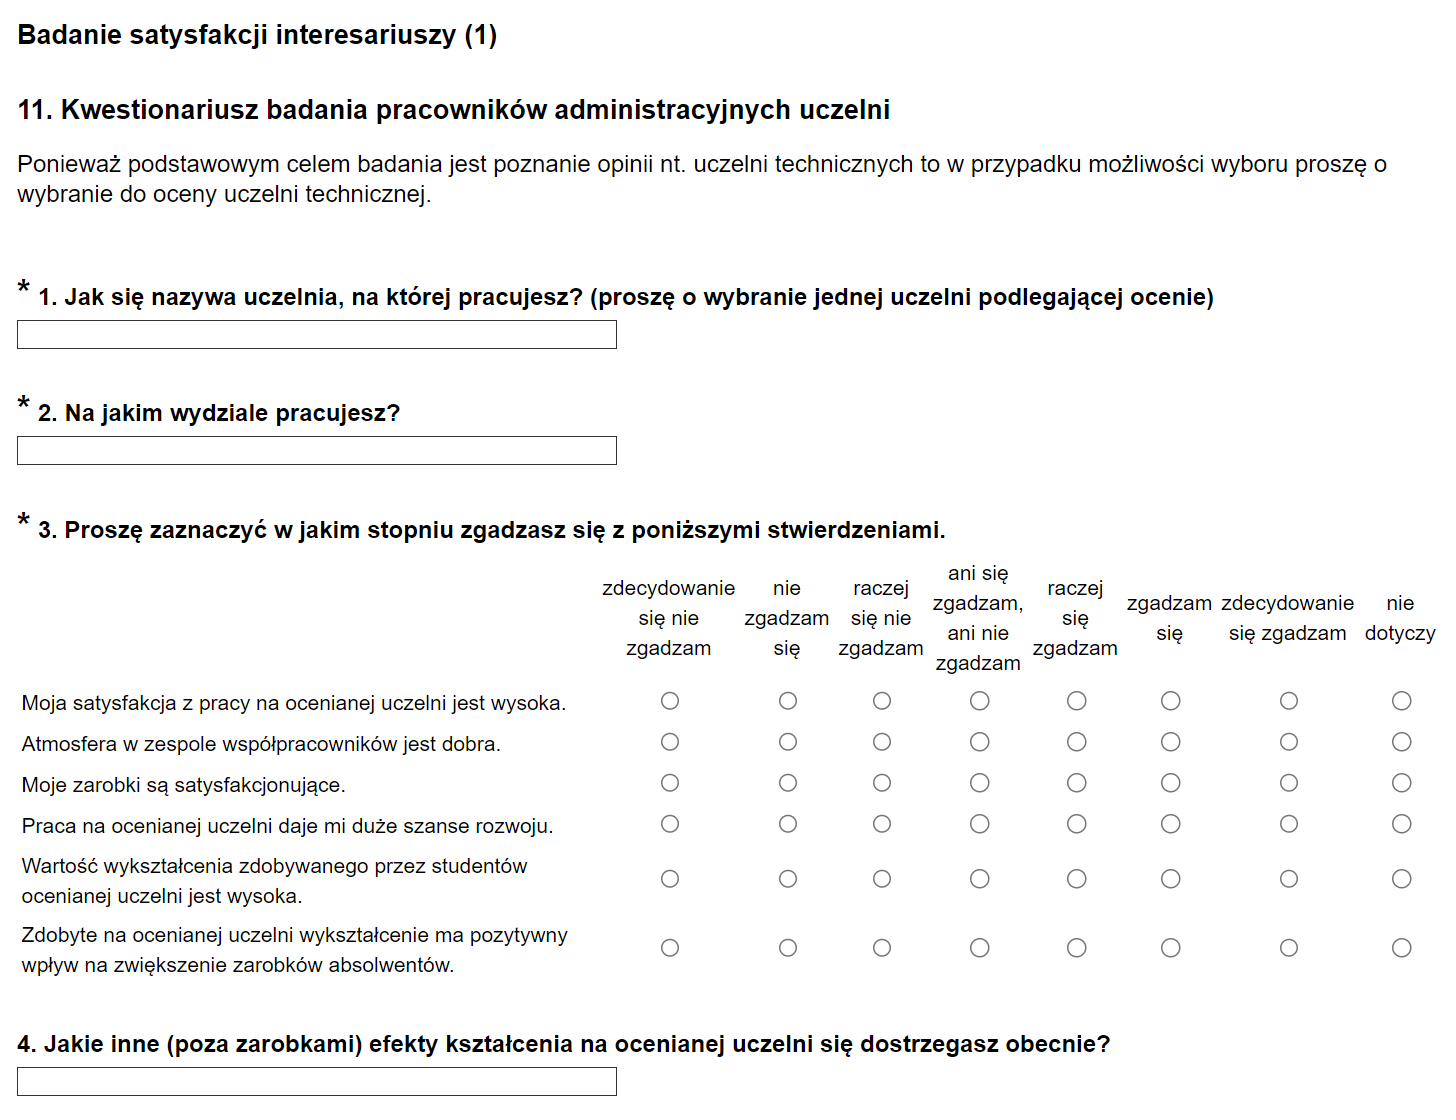 Badanie satysfakcji interesariuszy (1)
11. Kwestionariusz badania pracowników administracyjnych uczelni
Ponieważ podstawowym celem badania jest poznanie opinii nt. uczelni technicznych to w przypadku możliwości wyboru proszę o
wybranie do oceny uczelni technicznej.
* 1. Jak się nazywa uczelnia, na której pracujesz? (proszę o wybranie jednej uczelni podlegającej ocenie)
* 2. Na jakim wydziale pracujesz?
* 3. Proszę zaznaczyć w jakim stopniu zgadzasz się z poniższymi stwierdzeniami.
zdecydowanie
się nie
zgadzam
nie
zgadzam
się
raczej
się nie
zgadzam
ani się
zgadzam,
ani nie
zgadzam
raczej
się
zgadzam
zgadzam
się
zdecydowanie
się zgadzam
nie
dotyczy
Moja satysfakcja z pracy na ocenianej uczelni jest wysoka.
Atmosfera w zespole współpracowników jest dobra.
Moje zarobki są satysfakcjonujące.
Praca na ocenianej uczelni daje mi duże szanse rozwoju.
Wartość wykształcenia zdobywanego przez studentów
ocenianej uczelni jest wysoka.
Zdobyte na ocenianej uczelni wykształcenie ma pozytywny
wpływ na zwiększenie zarobków absolwentów.
4. Jakie inne (poza zarobkami) efekty kształcenia na ocenianej uczelni się dostrzegasz obecnie?